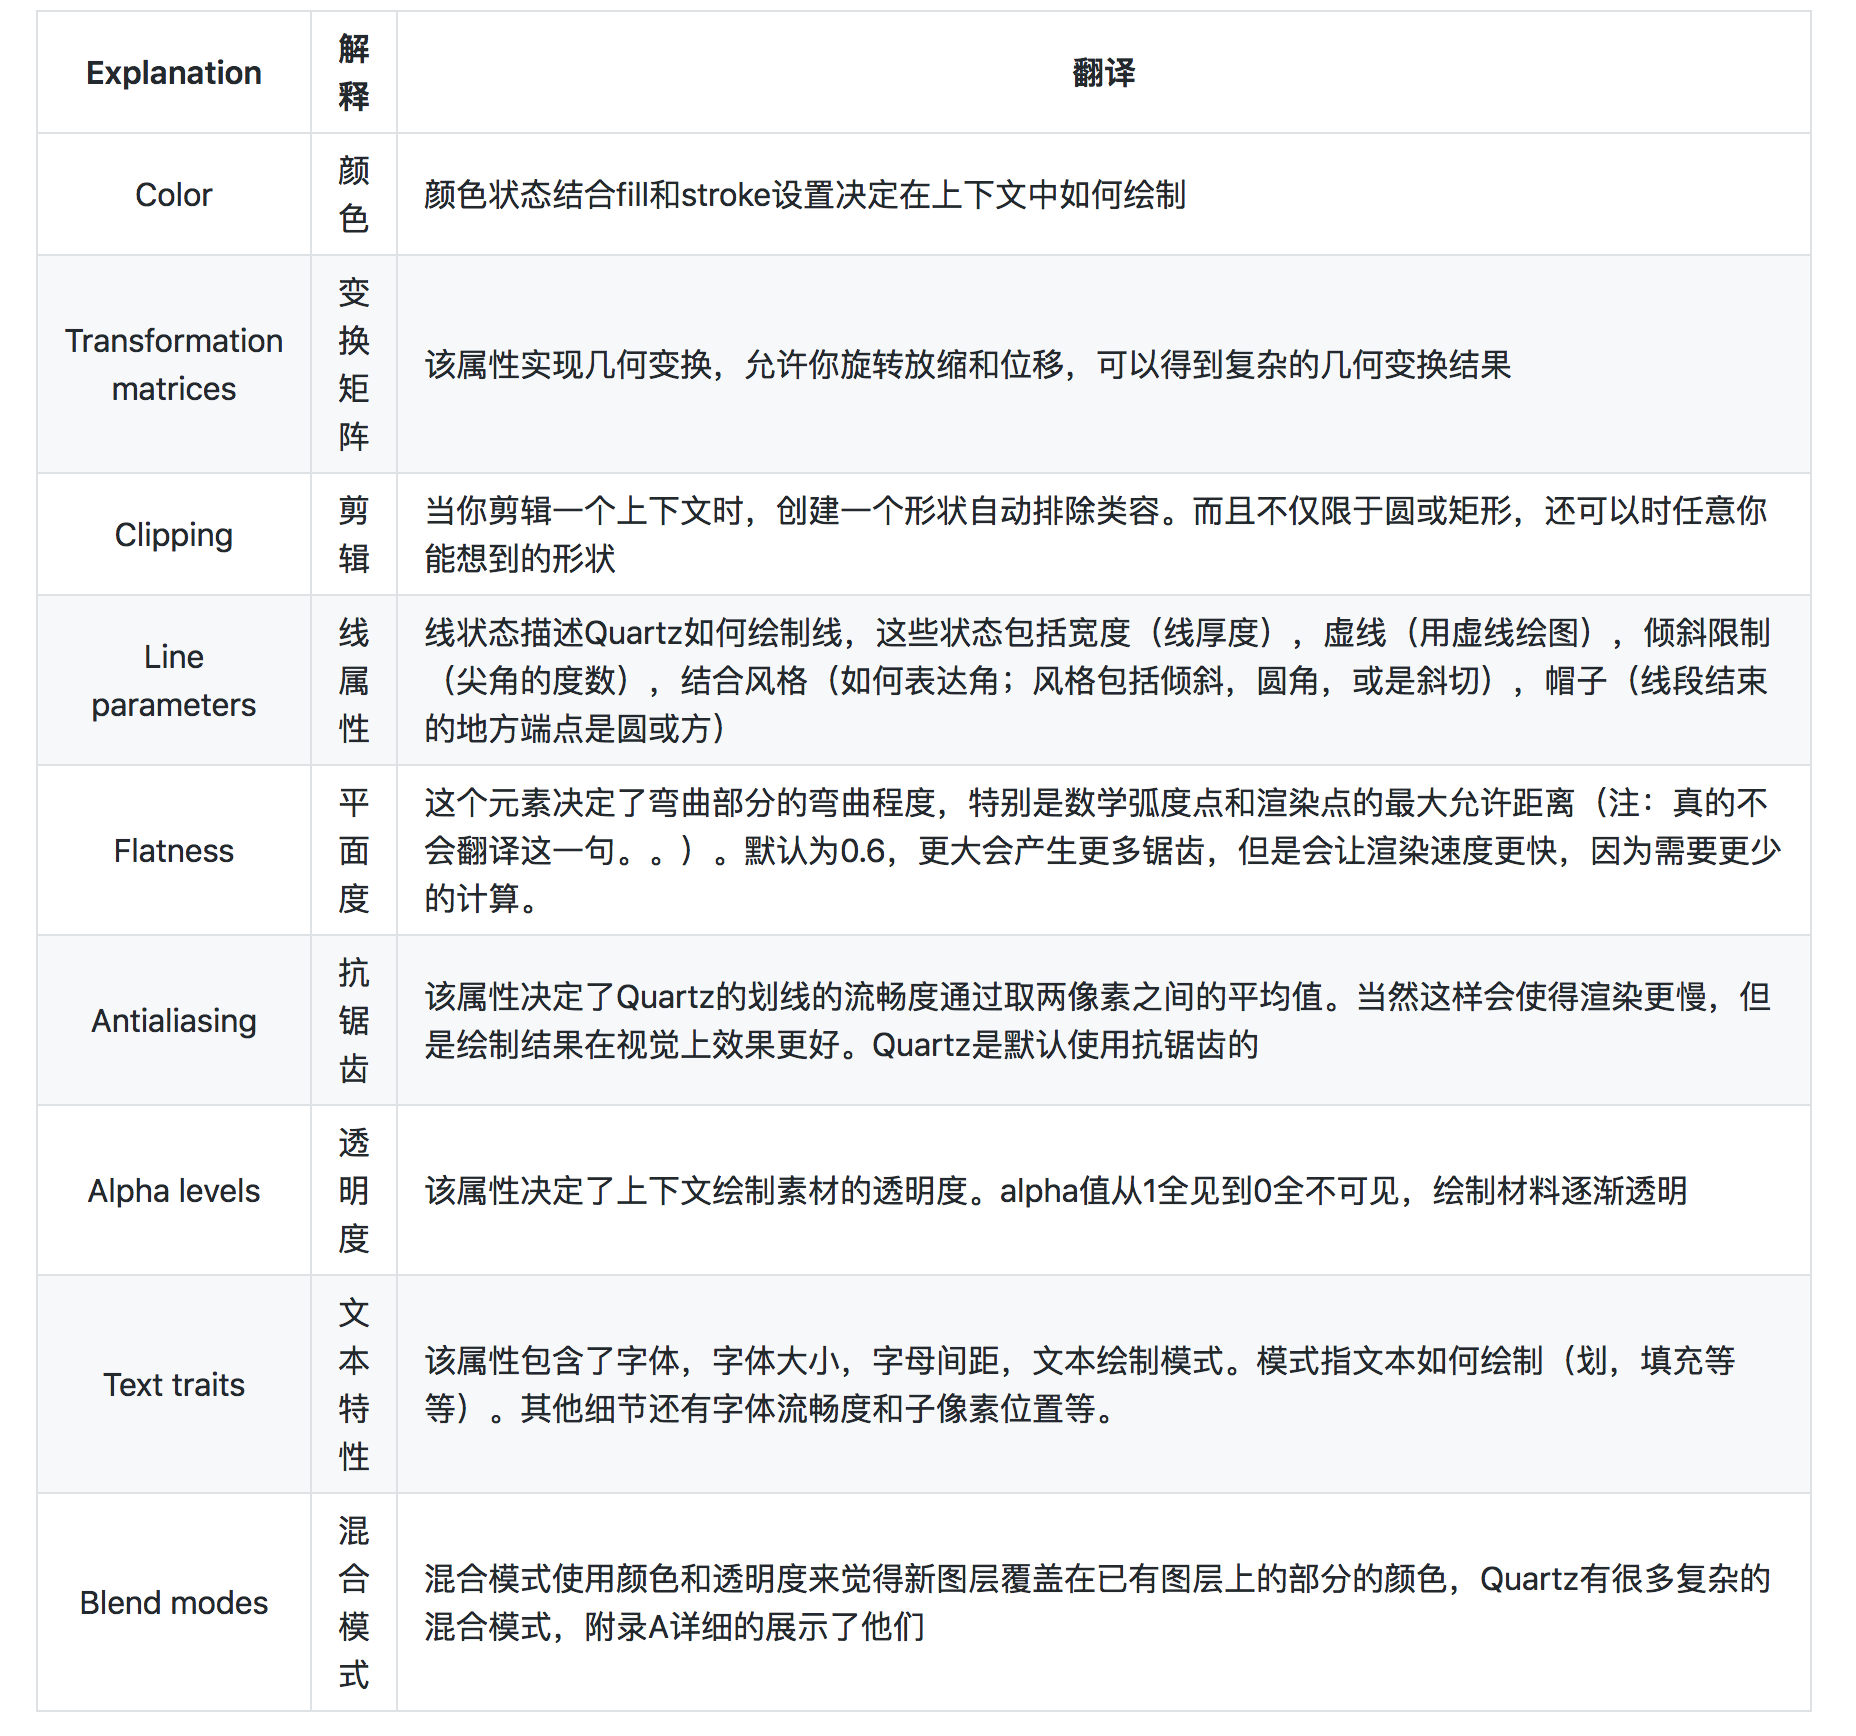 Explanation
解
释
翻译
Color
颜
色
颜色状态结合fill和stroke设置决定在上下文中如何绘制
Transformation
matrices
变
换
矩
阵
该属性实现几何变换，允许你旋转放缩和位移，可以得到复杂的几何变换结果
Clipping
剪
辑
当你剪辑一个上下文时，创建一个形状自动排除类容。而且不仅限于圆或矩形，还可以时任意你
能想到的形状
Line
parameters
线
属
性
线状态描述Quartz如何绘制线，这些状态包括宽度（线厚度），虚线（用虚线绘图），倾斜限制
（尖角的度数），结合风格（如何表达角；风格包括倾斜，圆角，或是斜切），帽子（线段结束
的地方端点是圆或方）
Flatness
平
面
度
这个元素决定了弯曲部分的弯曲程度，特别是数学弧度点和渲染点的最大允许距离（注：真的不
会翻译这一句。。）。默认为0.6，更大会产生更多锯齿，但是会让渲染速度更快，因为需要更少
的计算。
Antialiasing
抗
锯
齿
该属性决定了Quartz的划线的流畅度通过取两像素之间的平均值。当然这样会使得渲染更慢，但
是绘制结果在视觉上效果更好。Quartz是默认使用抗锯齿的
Alpha levels
透
明
度
该属性决定了上下文绘制素材的透明度。alpha值从1全见到0全不可见，绘制材料逐渐透明
Text traits
文
本
特
性
该属性包含了字体，字体大小，字母间距，文本绘制模式。模式指文本如何绘制（划，填充等
等）。其他细节还有字体流畅度和子像素位置等。
Blend modes
混
合
模
式
混合模式使用颜色和透明度来觉得新图层覆盖在已有图层上的部分的颜色，Quartz有很多复杂的
混合模式，附录A详细的展示了他们